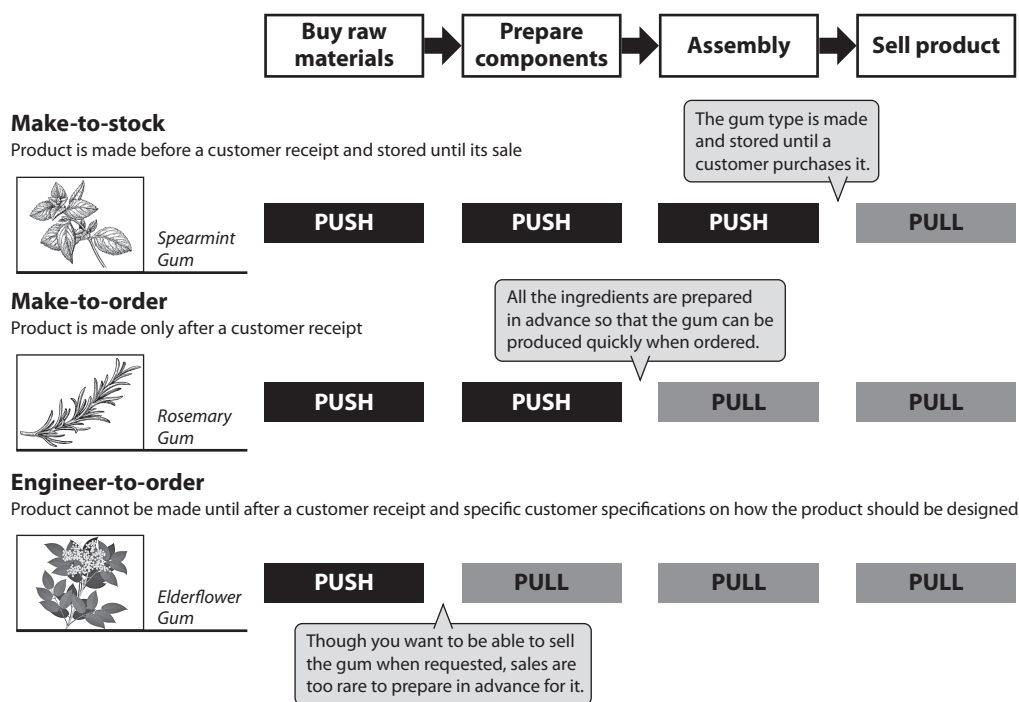 Buy raw
materials
Prepare
components
Assembly
Sell product
Make-to-stock
Product is made before a customer receipt and stored until its sale
The gum type is made
and stored until a
customer purchases it.
Spearmint
Gum
PUSH
PUSH
PUSH
PULL
Make-to-order
Product is made only after a customer receipt
All the ingredients are prepared
in advance so that the gum can be
produced quickly when ordered.
Rosemary
Gum
PUSH
PUSH
PULL
PULL
Engineer-to-order
Product cannot be made until after a customer receipt and specific customer specifications on how the product should be designed
Elderflower
Gum
PUSH
PULL
PULL
PULL
Though you want to be able to sell
the gum when requested, sales are
too rare to prepare in advance for it.